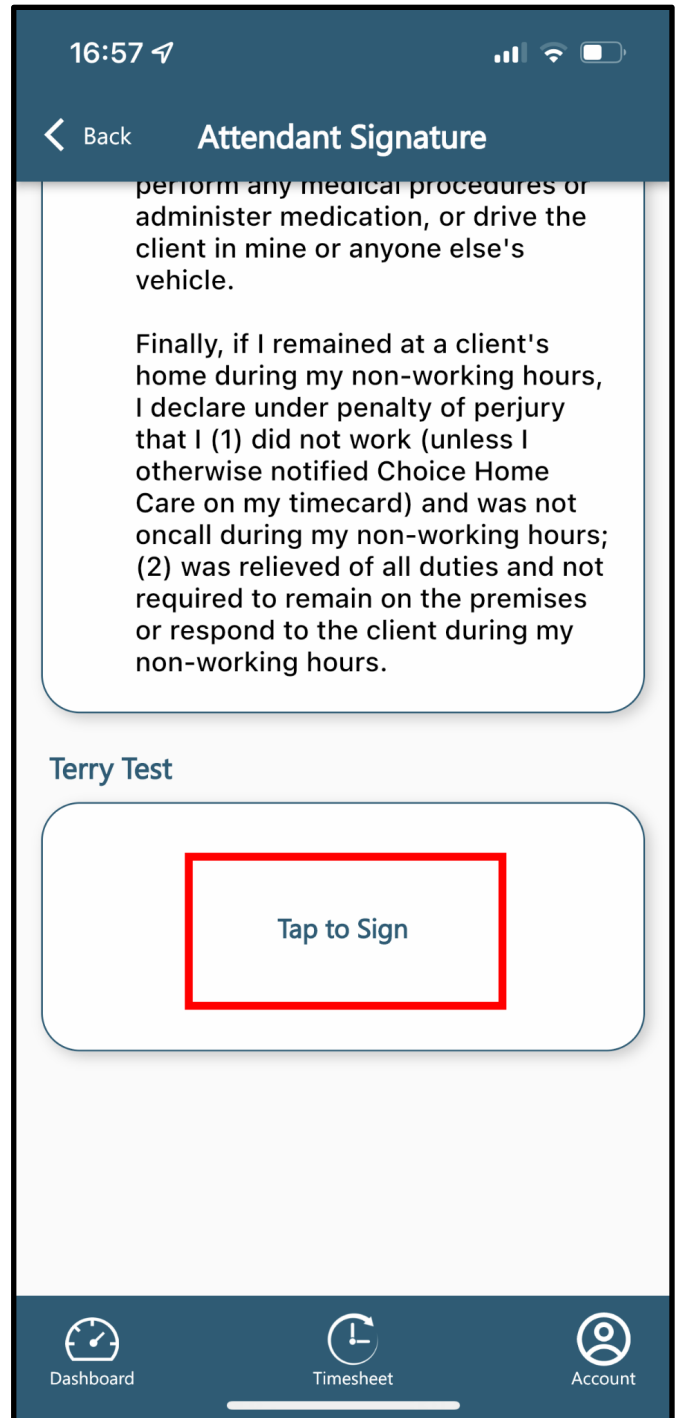 16:57
Back
Attendant Signature
perform any medical procedures or
administer medication, or drive the
client in mine or anyone else's
vehicle.
Finally, if I remained at a client's
home during my non-working hours,
I declare under penalty of perjury
that I (1) did not work (unless I
otherwise notified Choice Home
Care on my timecard) and was not
oncall during my non-working hours;
(2) was relieved of all duties and not
required to remain on the premises
or respond to the client during my
non-working hours.
Terry Test
Tap to Sign
Dashboard
Timesheet
Account